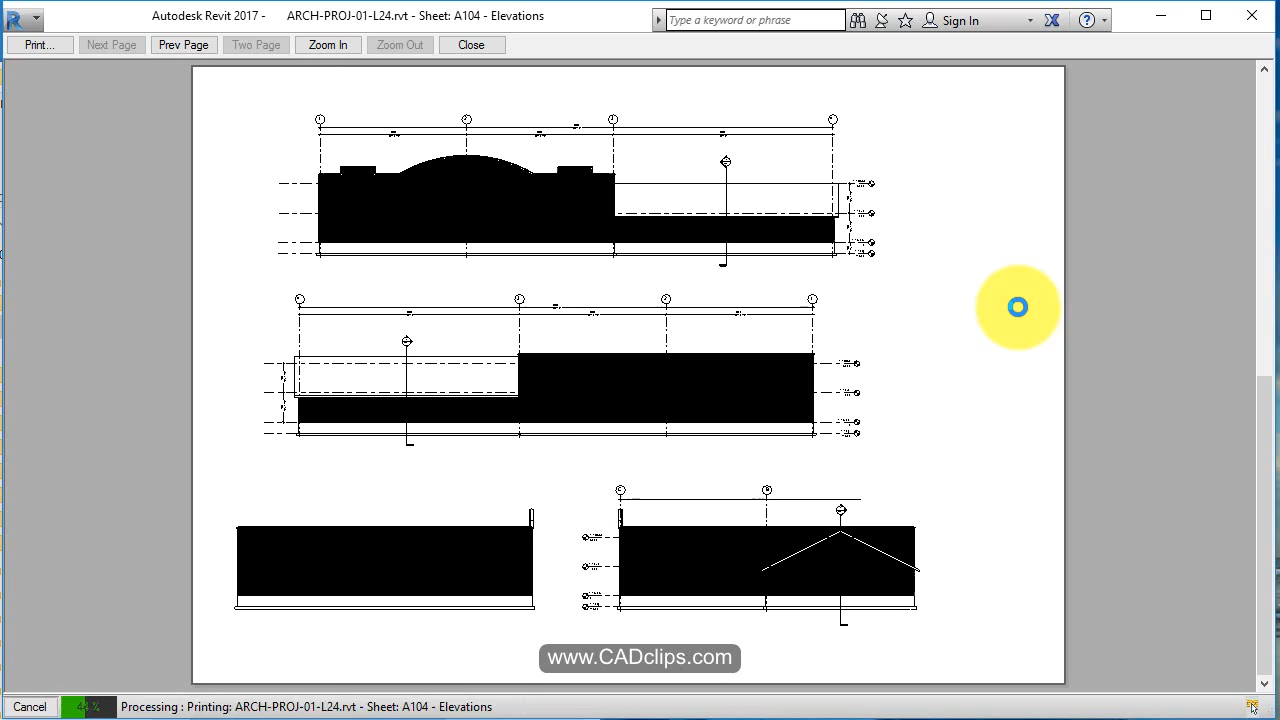 Autodesk Revit 2017 - ARCH-PROJ-01-L24.rvt - Sheet: A104 - Elevations
Type a keyword or phrase
Sign In
Print... Next Page Prev Page Two Page Zoom In Zoom Out Close
www.CADclips.com
Cancel 44 % Processing : Printing: ARCH-PROJ-01-L24.rvt - Sheet: A104 - Elevations